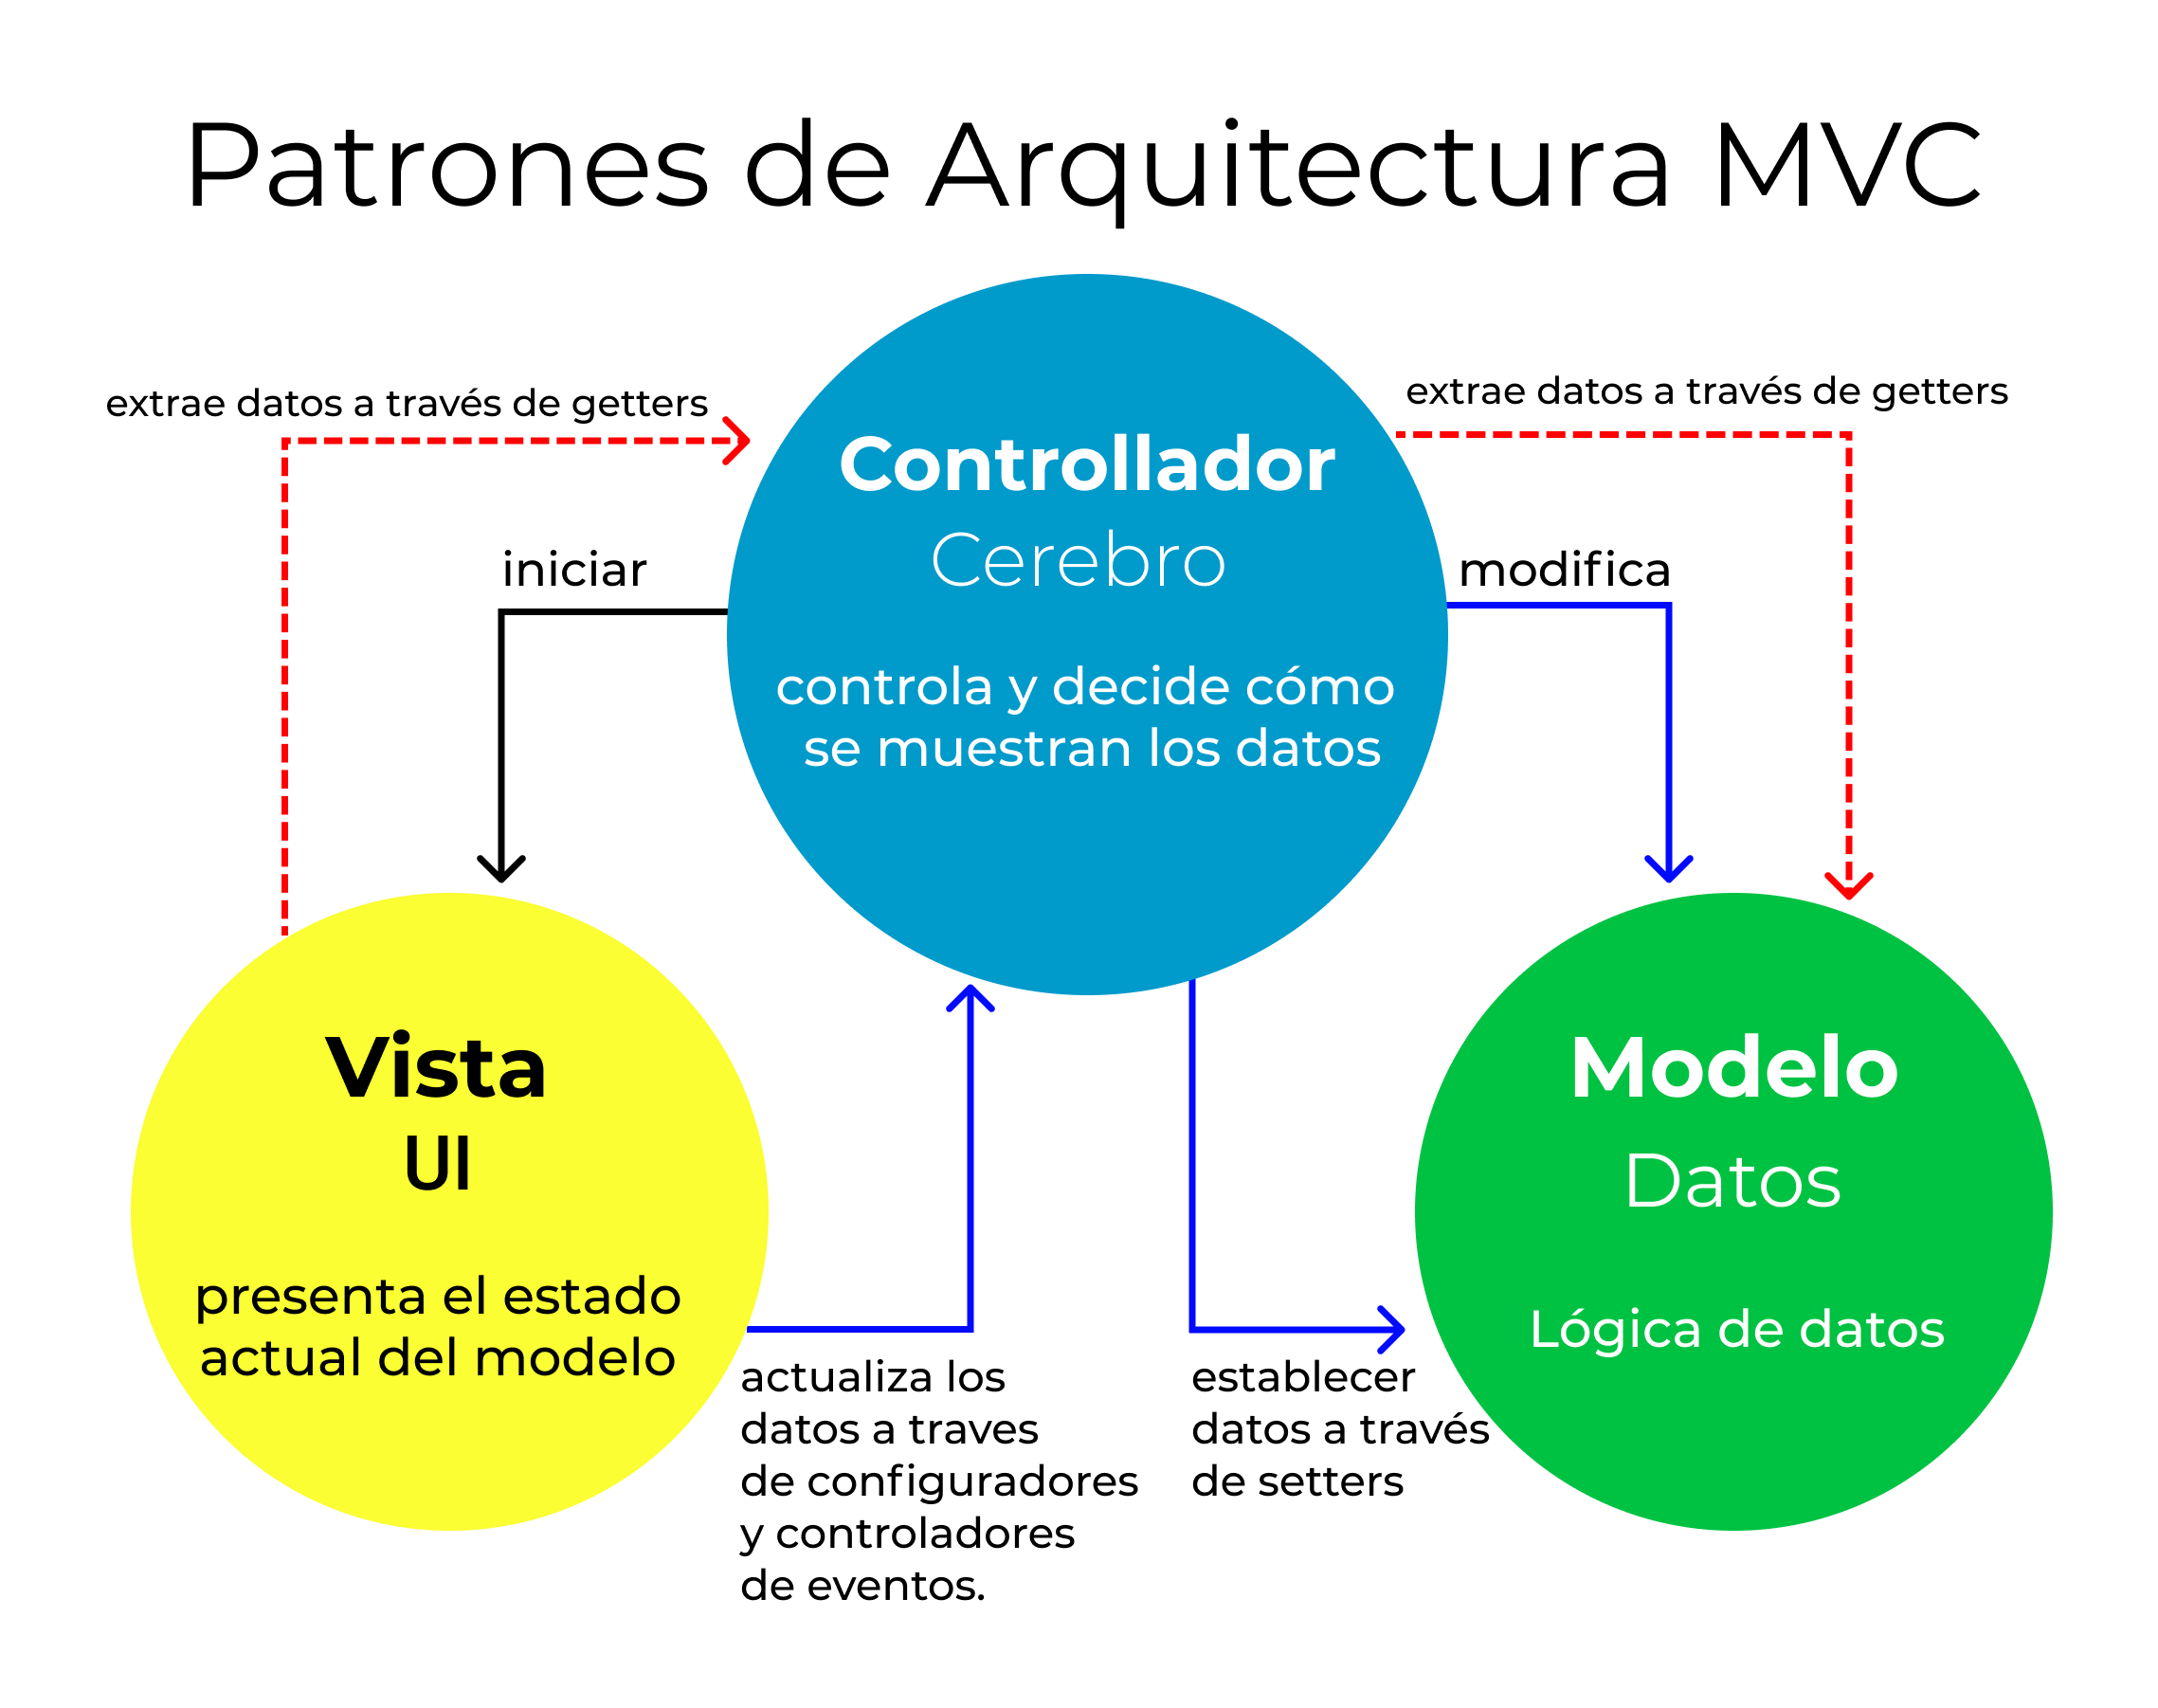 Patrones de Arquitectura MVC
extrae datos a través de getters
extrae datos a través de getters
Controllador
Cerebro
controla y decide cómo
se muestran los datos
iniciar
modifica
Vista
UI
presenta el estado
actual del modelo
Modelo
Datos
Lógica de datos
actualiza los
datos a traves
de configuradores
y controladores
de eventos.
establecer
datos a través
de setters